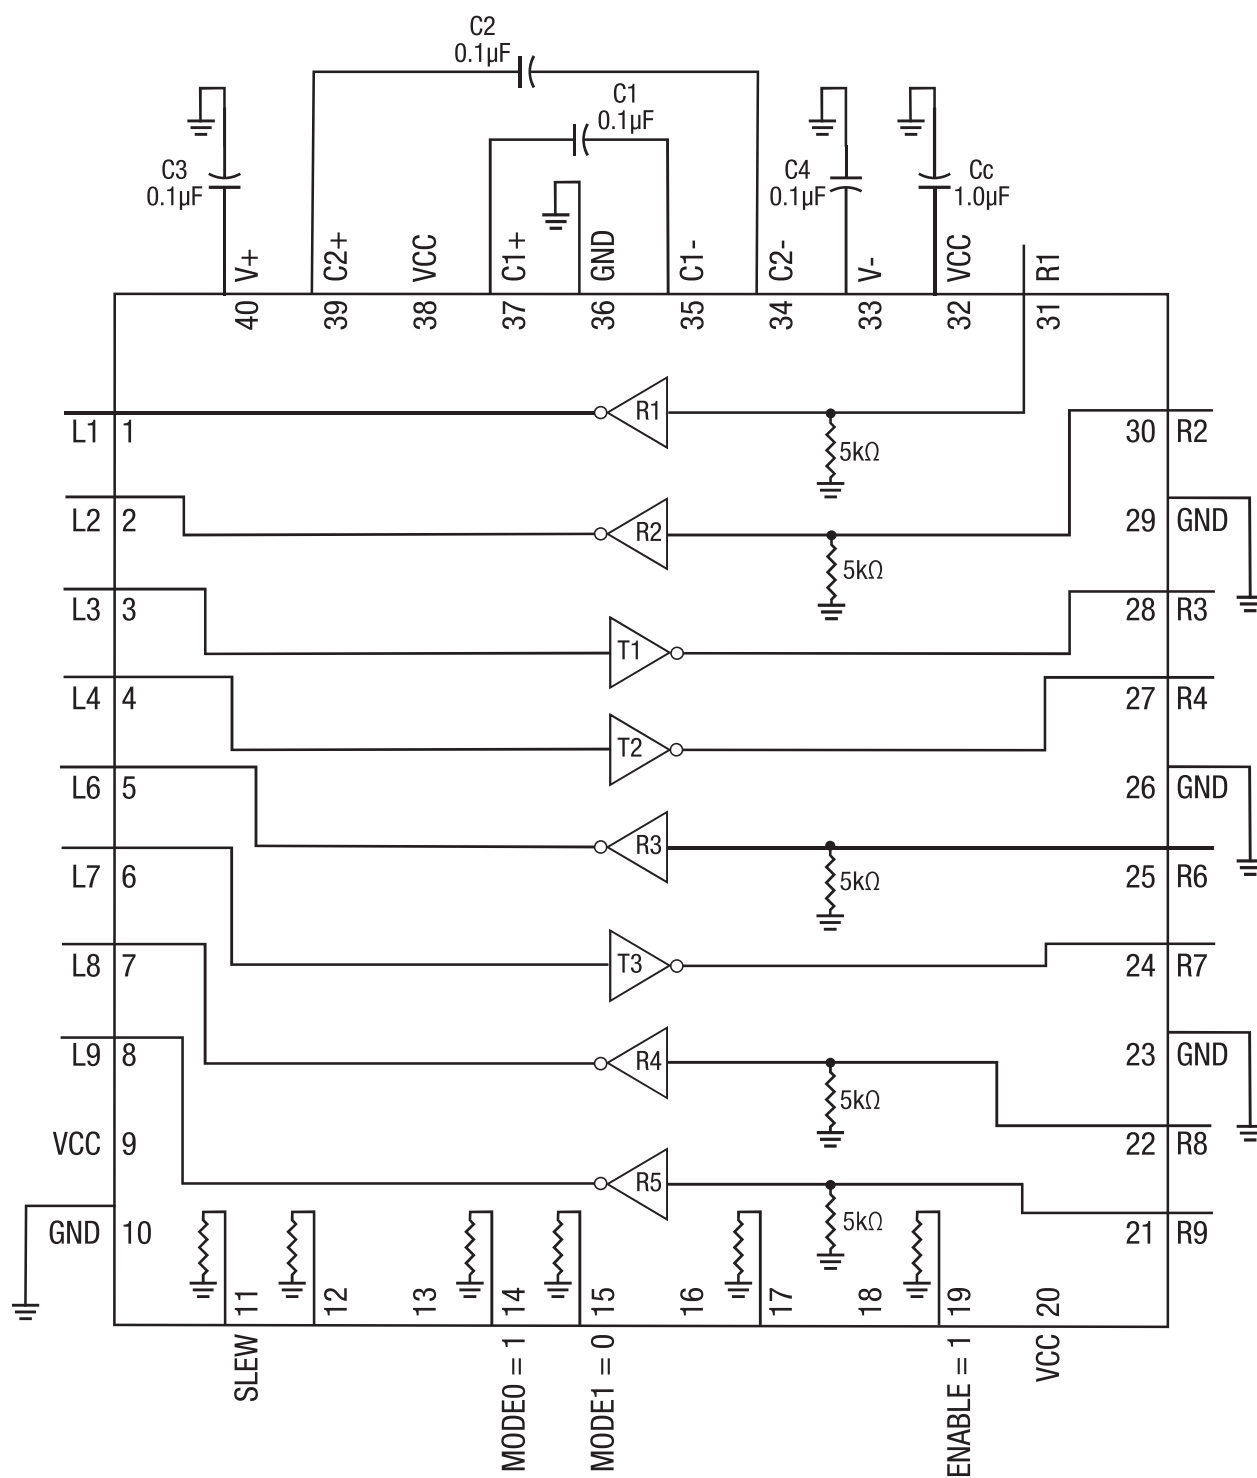 C2
0.1µF
C1
0.1µF
C3
0.1µF
C4
0.1µF
Cc
1.0µF
V+
C2+
VCC
C1+
GND
C1-
C2-
V-
VCC
R1
40
39
38
37
36
35
34
33
32
31
L1 1
R1
5kΩ
30 R2
L2 2
R2
5kΩ
29 GND
L3 3
T1
28 R3
L4 4
T2
27 R4
L6 5
R3
5kΩ
26 GND
L7 6
25 R6
L8 7
T3
24 R7
L9 8
R4
5kΩ
23 GND
VCC 9
22 R8
R5
5kΩ
GND 10
21 R9
11
12
13
14
15
16
17
18
19
20
SLEW
MODE0 = 1
MODE1 = 0
ENABLE = 1
VCC